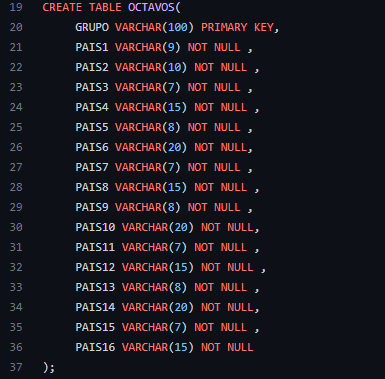 19 CREATE TABLE OCTAVOS(
20 GRUPO VARCHAR(100) PRIMARY KEY,
21 PAIS1 VARCHAR(9) NOT NULL ,
22 PAIS2 VARCHAR(10) NOT NULL ,
23 PAIS3 VARCHAR(7) NOT NULL ,
24 PAIS4 VARCHAR(15) NOT NULL ,
25 PAIS5 VARCHAR(8) NOT NULL ,
26 PAIS6 VARCHAR(20) NOT NULL,
27 PAIS7 VARCHAR(7) NOT NULL ,
28 PAIS8 VARCHAR(15) NOT NULL ,
29 PAIS9 VARCHAR(8) NOT NULL ,
30 PAIS10 VARCHAR(20) NOT NULL,
31 PAIS11 VARCHAR(7) NOT NULL ,
32 PAIS12 VARCHAR(15) NOT NULL ,
33 PAIS13 VARCHAR(8) NOT NULL ,
34 PAIS14 VARCHAR(20) NOT NULL,
35 PAIS15 VARCHAR(7) NOT NULL ,
36 PAIS16 VARCHAR(15) NOT NULL
37 );